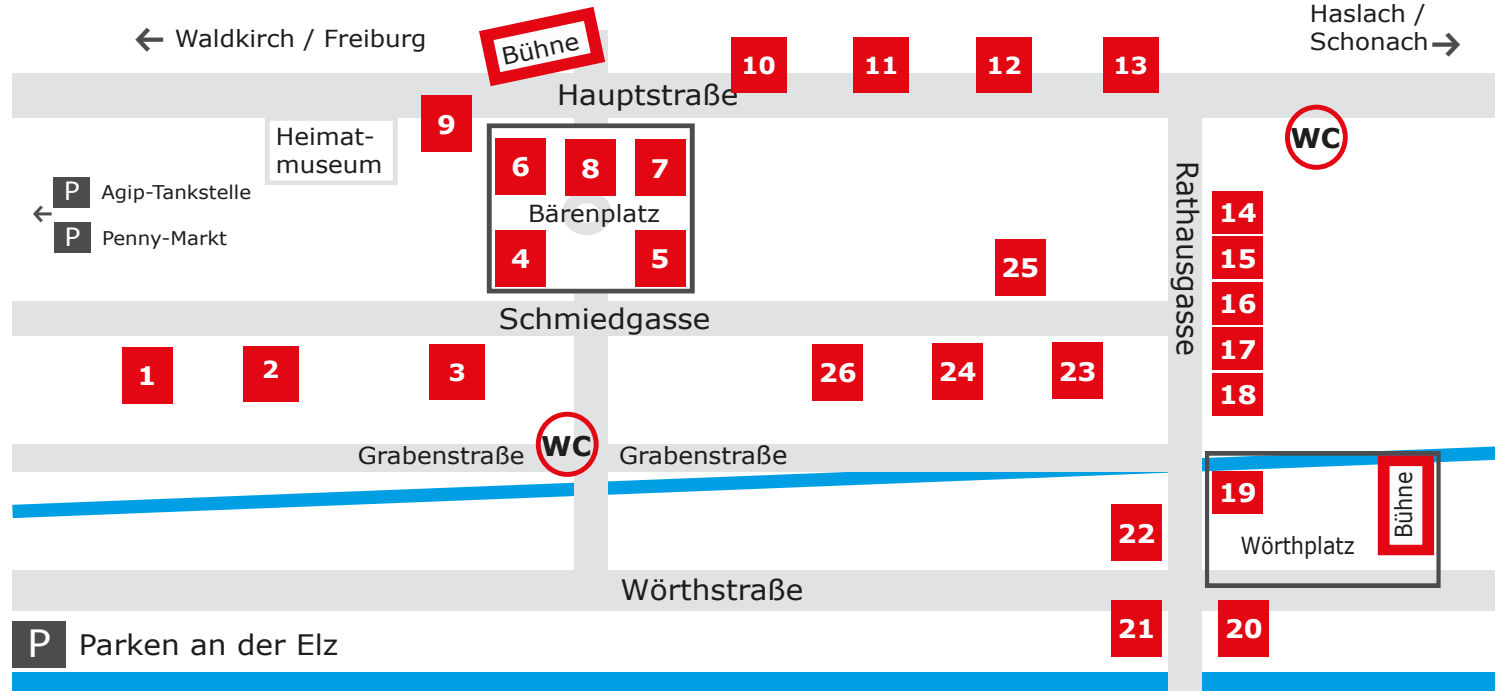 ← Waldkirch / Freiburg
Bühne
Haslach /
Schonach →
10
11
12
13
Hauptstraße
9
Heimat-
museum
WC
6
8
7
Bärenplatz
4
5
P Agip-Tankstelle
←
P Penny-Markt
Rathausgasse
14
15
16
17
18
25
Schmiedgasse
1
2
3
26
24
23
Grabenstraße
WC
Grabenstraße
19
Bühne
Wörthplatz
22
Wörthstraße
21
20
P Parken an der Elz